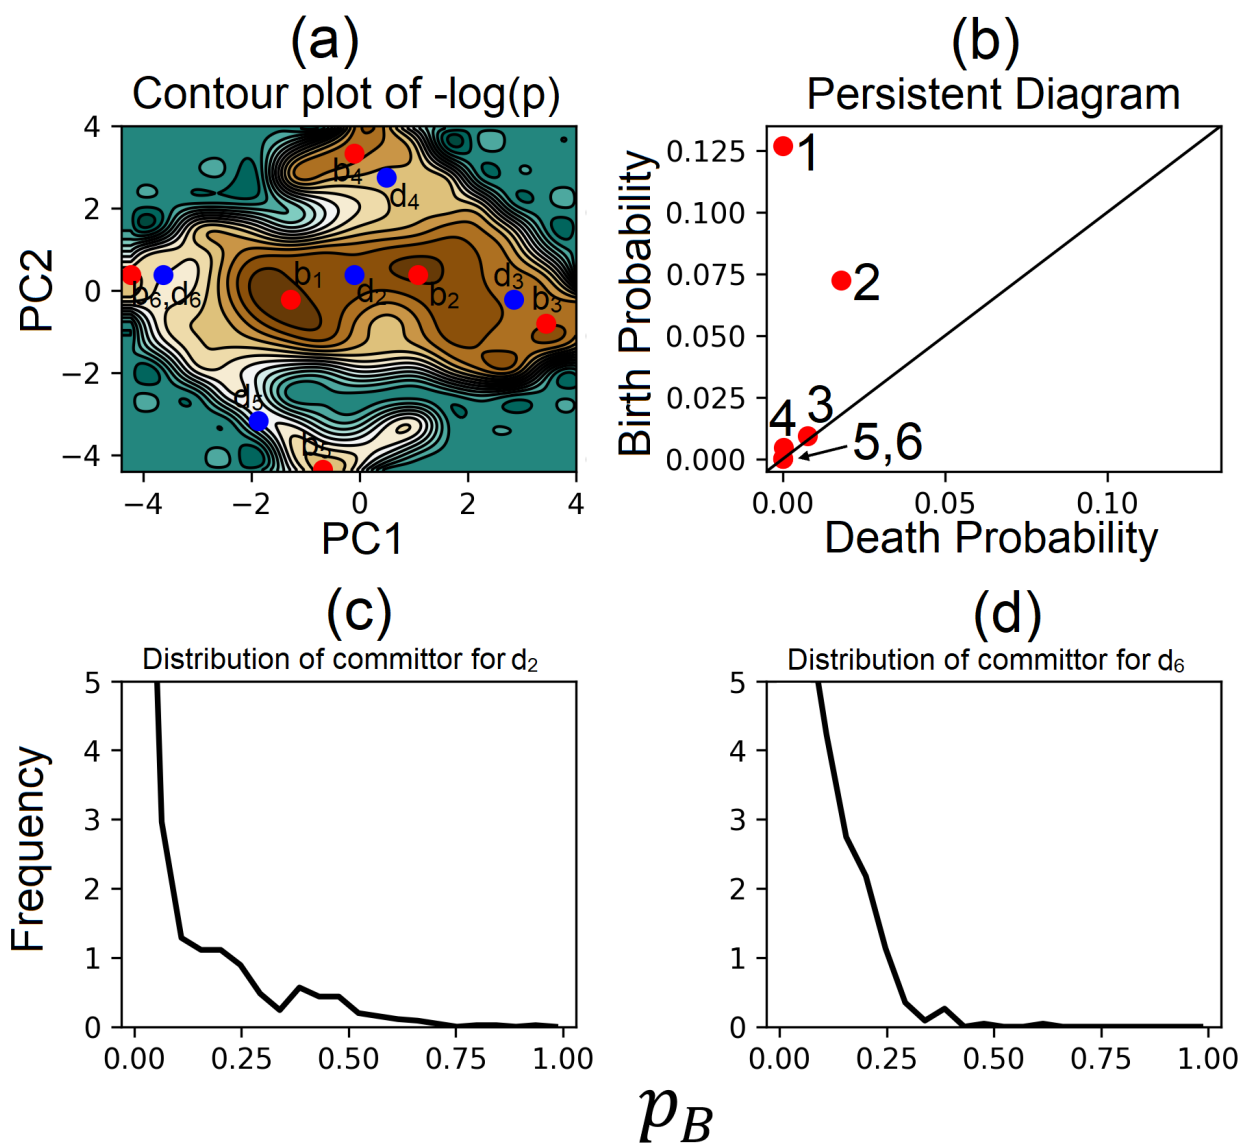 (a)
Contour plot of -log(p)
PC2
4
2
0
−2
−4
b₄
d₄
b₁
d₂
b₂
d₃
b₃
b₆,d₆
d₅
b₅
−4 −2 0 2 4
PC1
(b)
Persistent Diagram
Birth Probability
0.125
0.100
0.075
0.050
0.025
0.000
1
2
3
4
5,6
0.00 0.05 0.10
Death Probability
(c)
Distribution of committor for d₂
Frequency
5
4
3
2
1
0
0.00 0.25 0.50 0.75 1.00
(d)
Distribution of committor for d₆
5
4
3
2
1
0
0.00 0.25 0.50 0.75 1.00
p_B